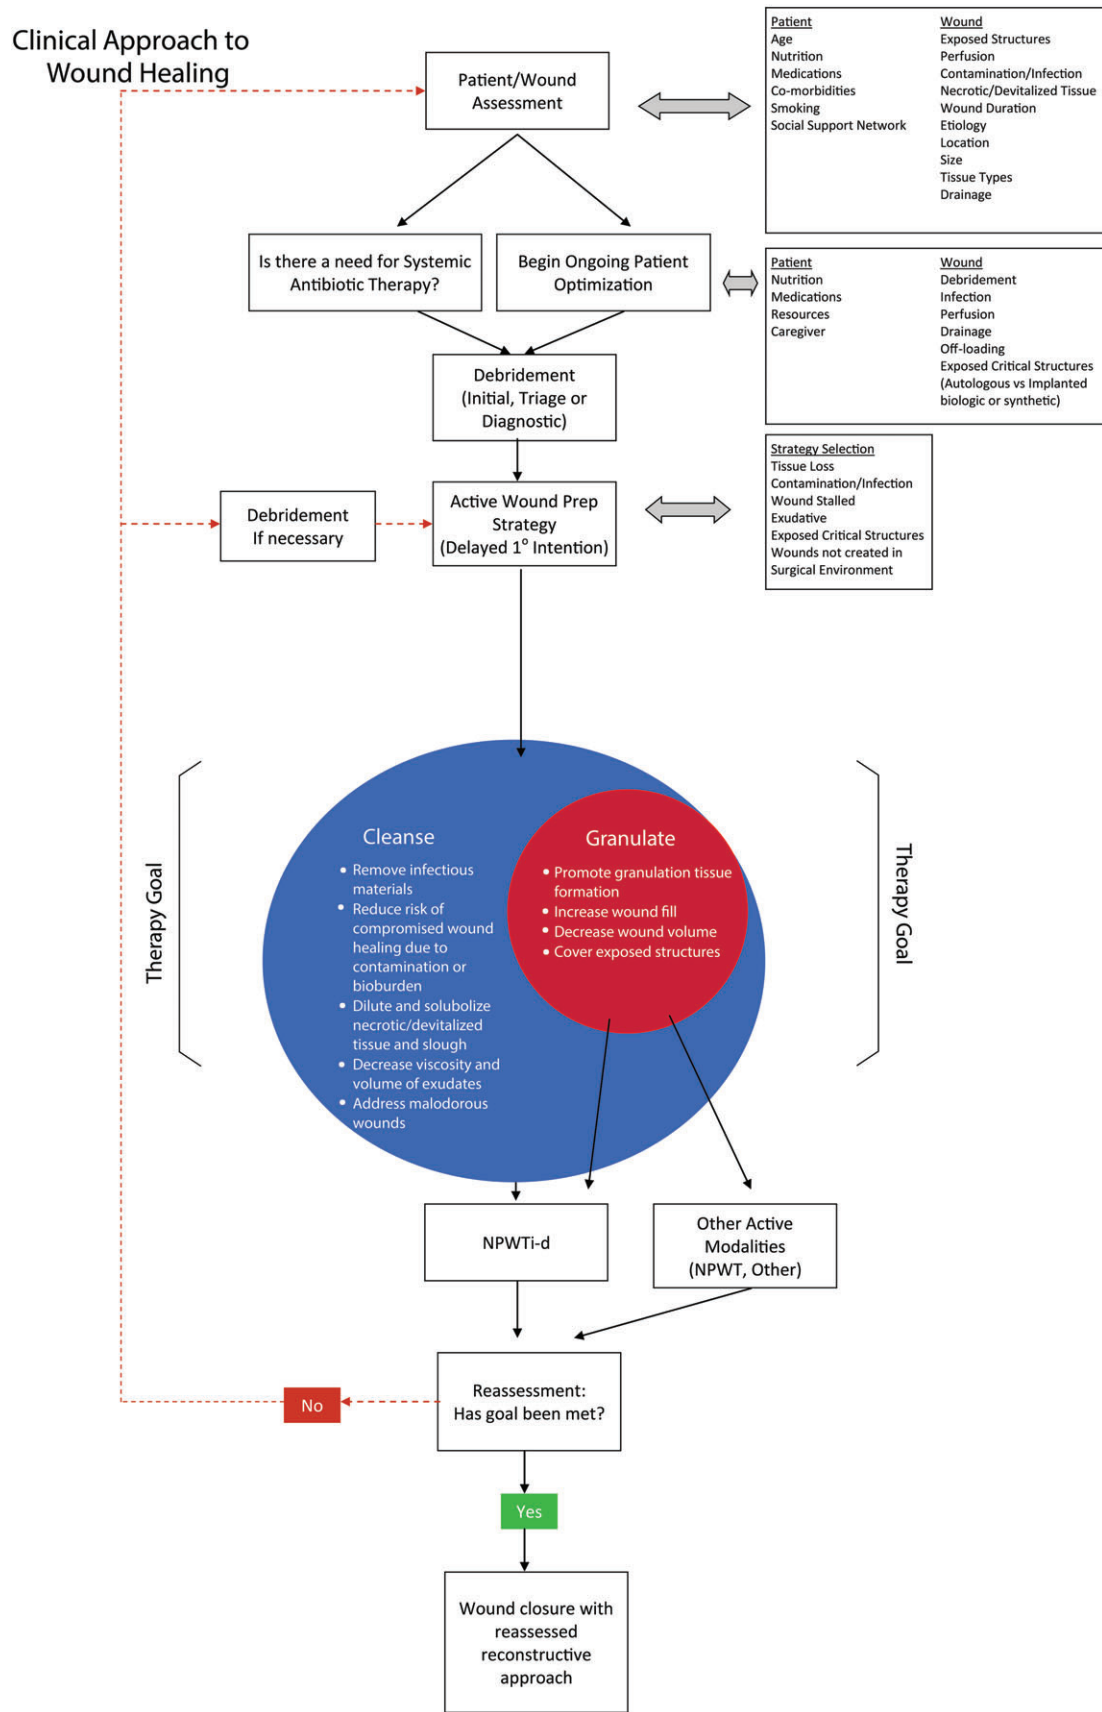 Clinical Approach to
Wound Healing
Patient/Wound
Assessment
Patient
Age
Nutrition
Medications
Co-morbidities
Smoking
Social Support Network
Wound
Exposed Structures
Perfusion
Contamination/Infection
Necrotic/Devitalized Tissue
Wound Duration
Etiology
Location
Size
Tissue Types
Drainage
Is there a need for Systemic
Antibiotic Therapy?
Begin Ongoing Patient
Optimization
Patient
Nutrition
Medications
Resources
Caregiver
Wound
Debridement
Infection
Perfusion
Drainage
Off-loading
Exposed Critical Structures
(Autologous vs Implanted
biologic or synthetic)
Debridement
(Initial, Triage or
Diagnostic)
Debridement
If necessary
Active Wound Prep
Strategy
(Delayed 1° Intention)
Strategy Selection
Tissue Loss
Contamination/Infection
Wound Stalled
Exudative
Exposed Critical Structures
Wounds not created in
Surgical Environment
Therapy Goal
Cleanse
• Remove infectious
materials
• Reduce risk of
compromised wound
healing due to
contamination or
bioburden
• Dilute and solubolize
necrotic/devitalized
tissue and slough
• Decrease viscosity and
volume of exudates
• Address malodorous
wounds
Granulate
• Promote granulation tissue
formation
• Increase wound fill
• Decrease wound volume
• Cover exposed structures
Therapy Goal
NPWTi-d
Other Active
Modalities
(NPWT, Other)
Reassessment:
Has goal been met?
No
Yes
Wound closure with
reassessed
reconstructive
approach